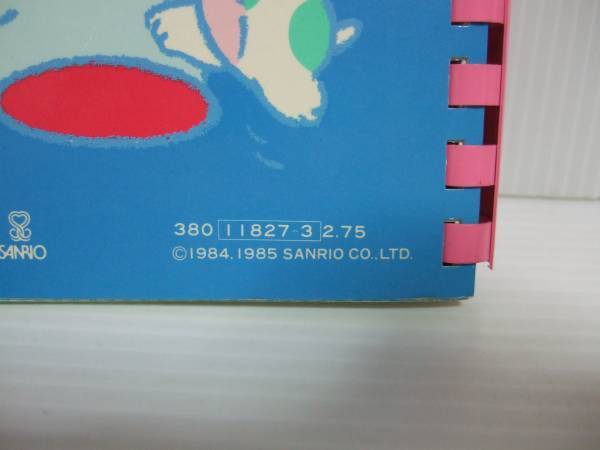 380 11827-3 2.75
SANRIO
©1984.1985 SANRIO CO.,LTD.